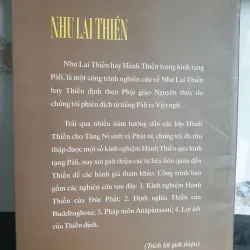 NHƯ LAI THIỀN
Như Lai Thiền hay Hành Thiền trong kinh tạng
Pāli, là một công trình nghiên cứu về Như Lai Thiền
hay Thiền định theo Phật giáo Nguyên thủy do
chúng tôi phiên dịch từ tiếng Pāli ra Việt ngữ.
Trải qua nhiều năm hướng dẫn các lớp Hành
Thiền cho Tăng Ni sinh và Phật tử, chúng tôi đã thu
thập được một số kinh nghiệm Hành Thiền qua kinh
tạng Pāli, nay xin giới thiệu các tư liệu liên quan đến
Thiền để các hành giả tham khảo. Công trình bao
gồm các nghiên cứu sau đây: 1. Kinh nghiệm Hành
Thiền của Đức Phật; 2. Định nghĩa Thiền của
Buddhaghosa; 3. Pháp môn Ānāpānasati; 4. Lợi ích
của Thiền định.
(Trích lời giới thiệu)